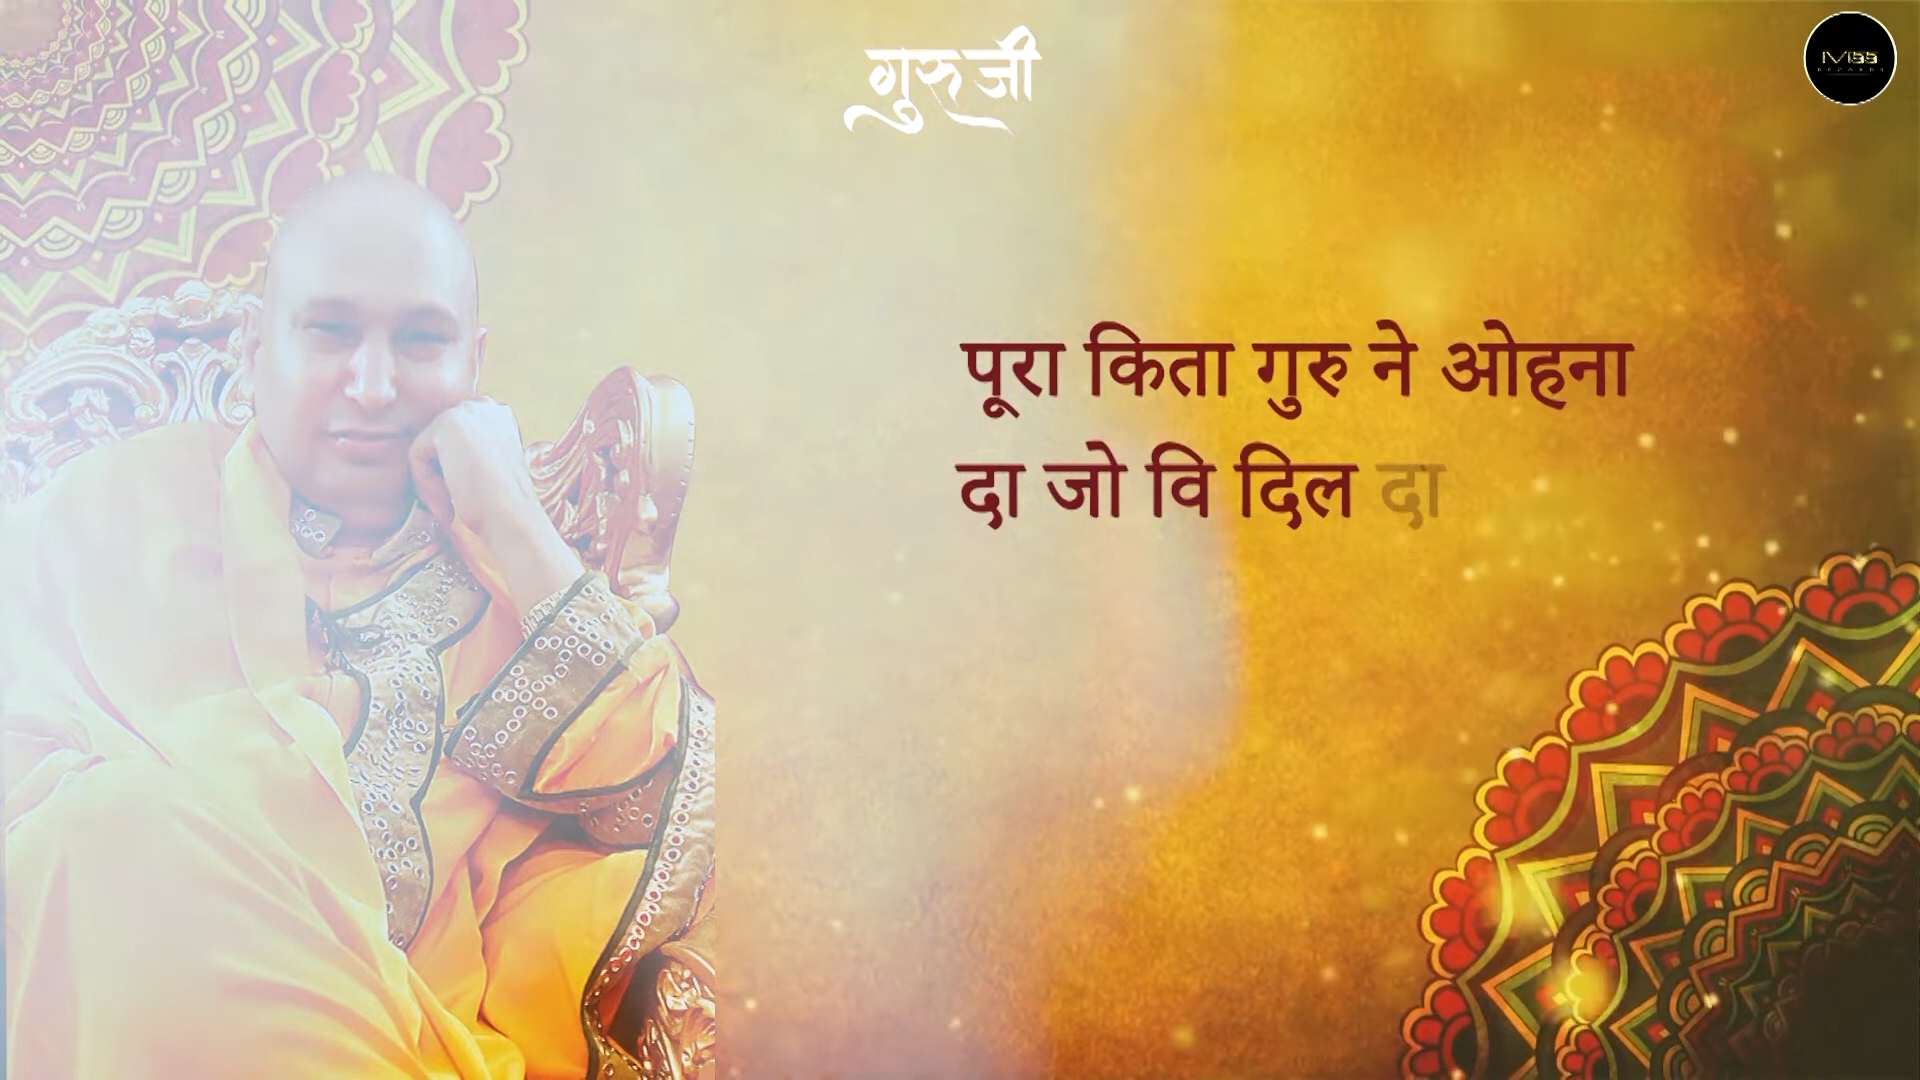 गुरु जी
पूरा किता गुरु ने ओहना
दा जो वि दिल दा